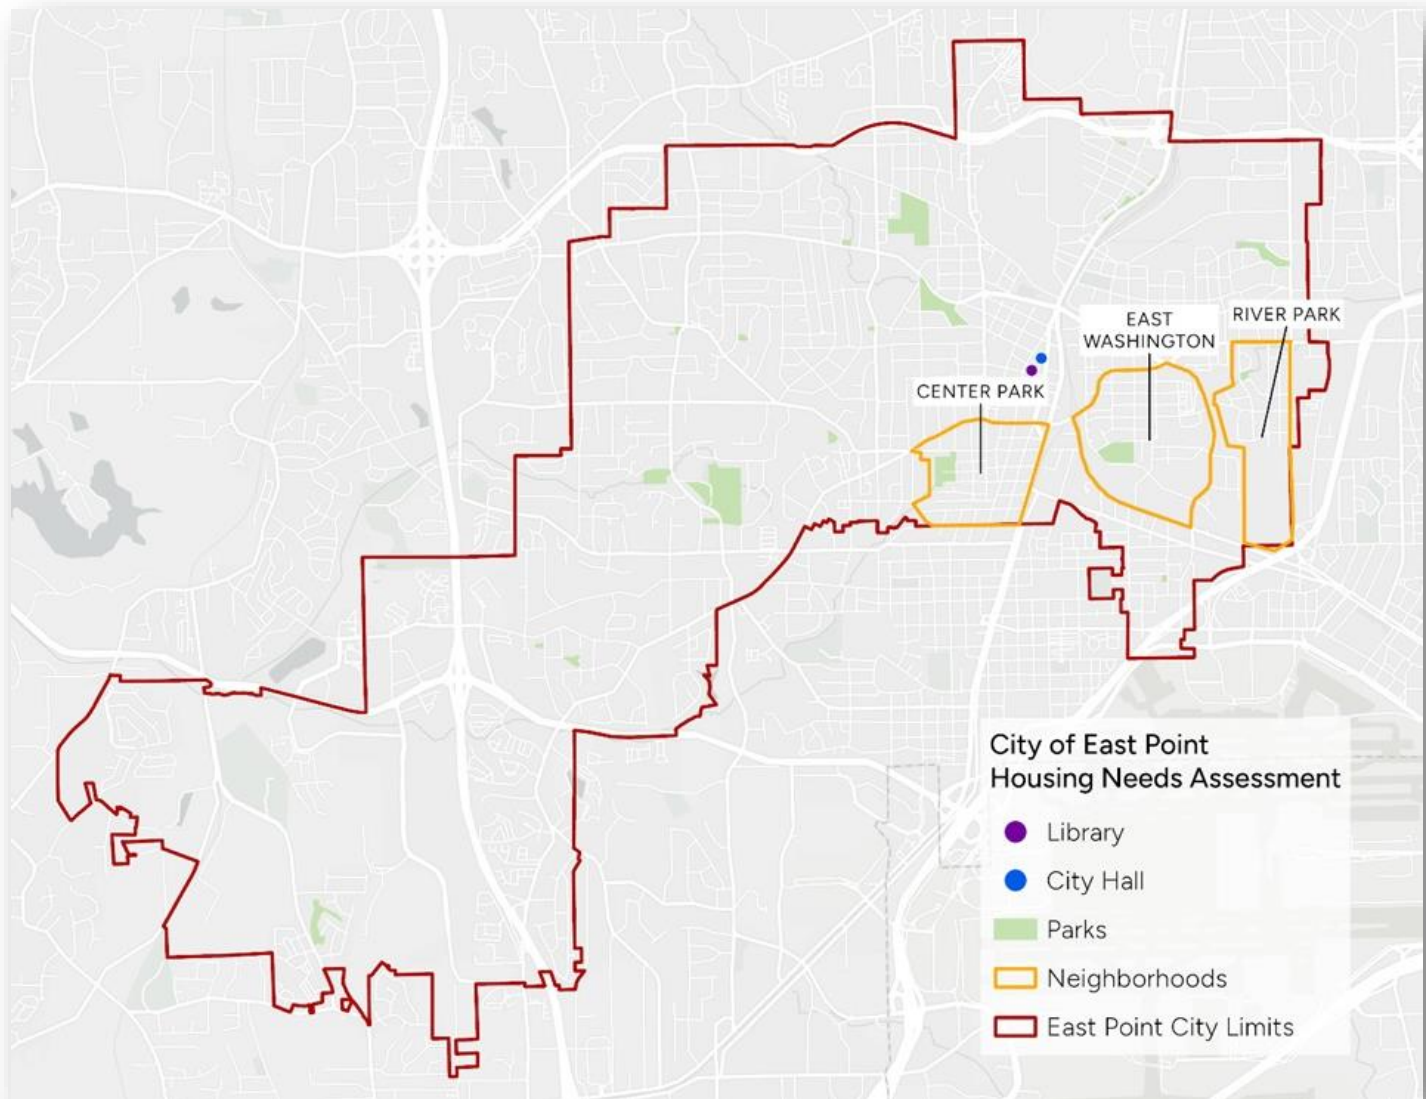 EAST
WASHINGTON
RIVER PARK
CENTER PARK
City of East Point
Housing Needs Assessment
Library
City Hall
Parks
Neighborhoods
East Point City Limits